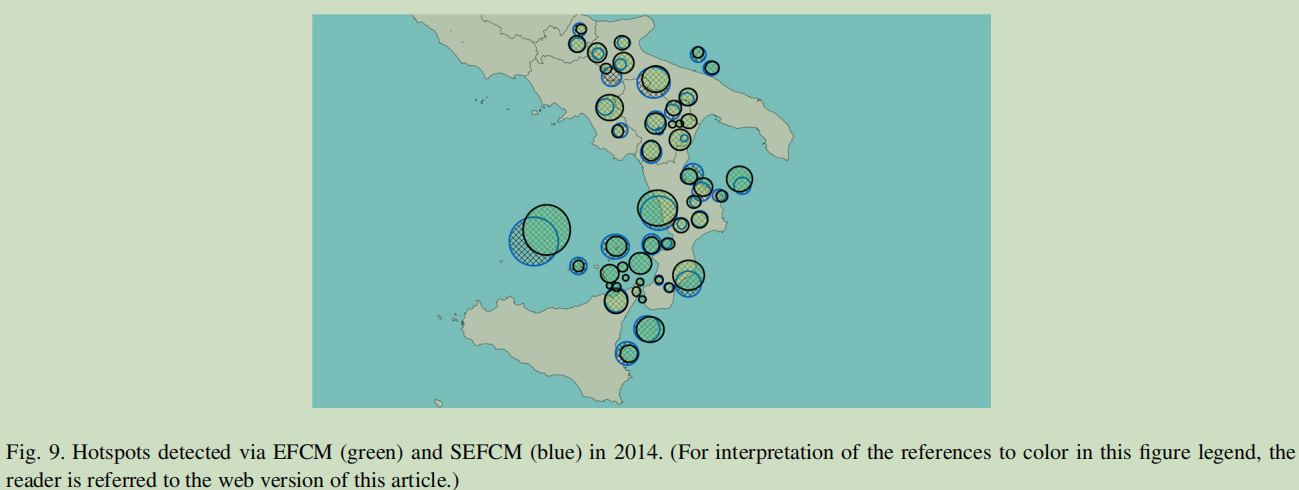 Fig. 9. Hotspots detected via EFCM (green) and SEFCM (blue) in 2014. (For interpretation of the references to color in this figure legend, the
reader is referred to the web version of this article.)